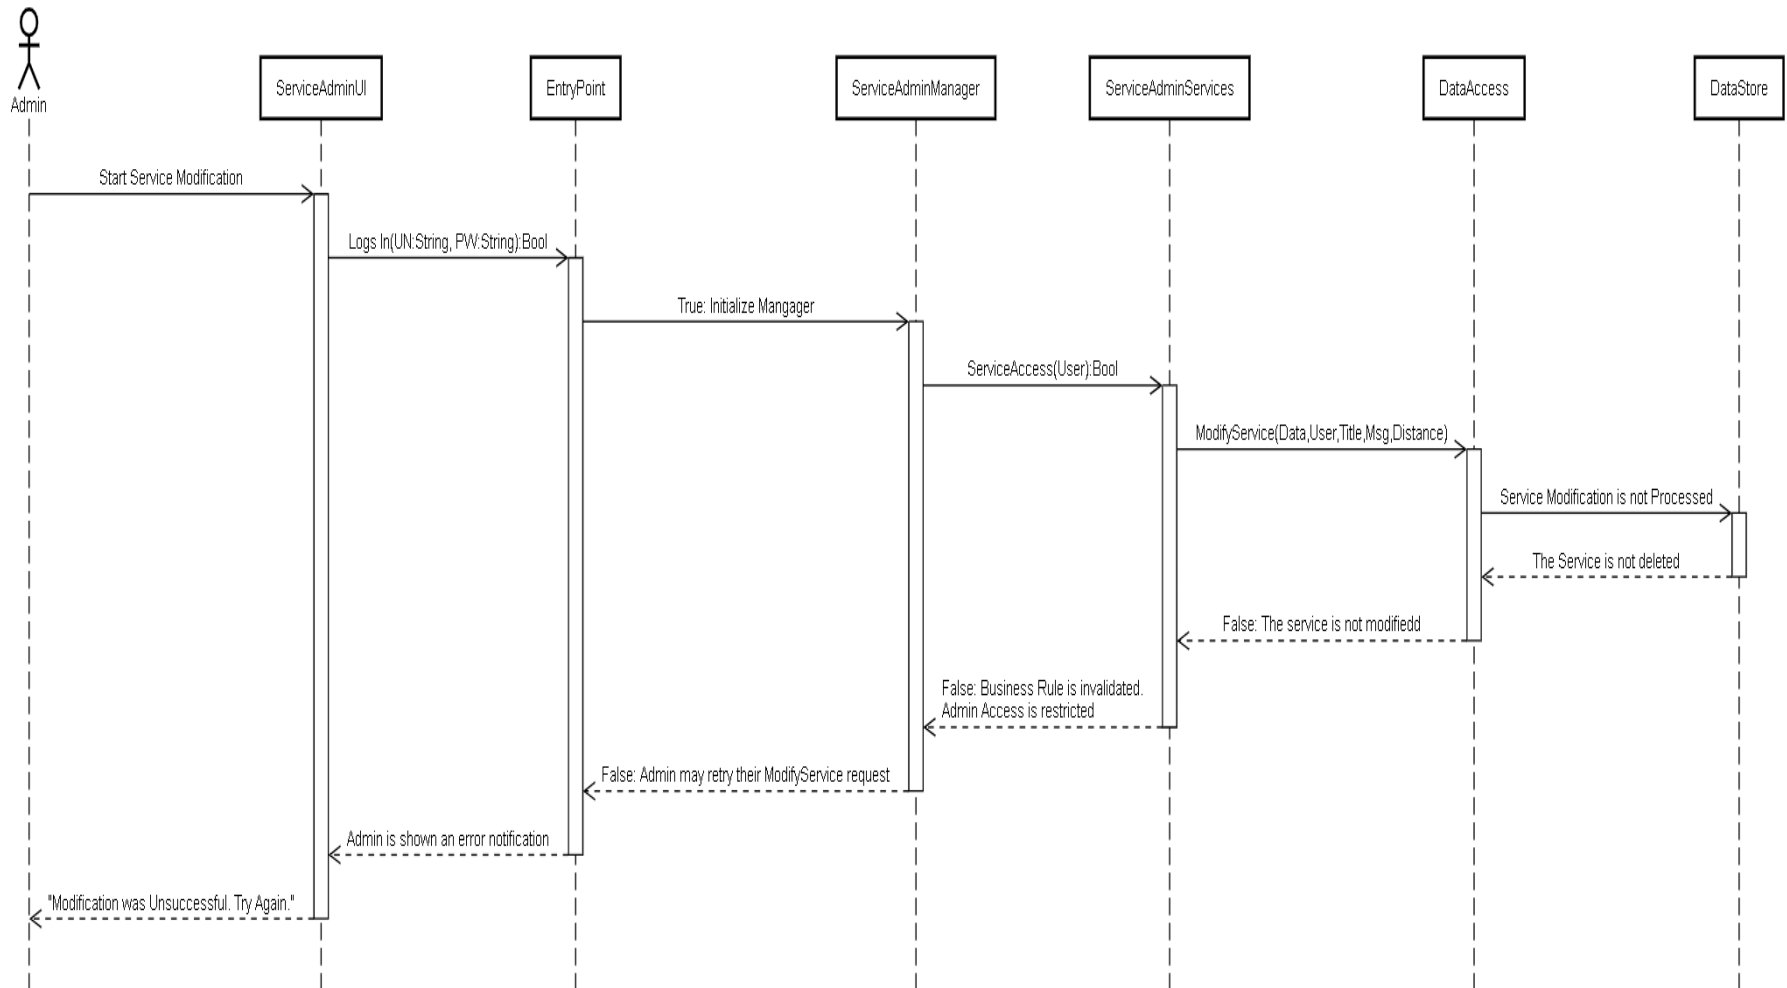 Admin
ServiceAdminUI
EntryPoint
ServiceAdminManager
ServiceAdminServices
DataAccess
DataStore
Start Service Modification
Logs In(UN:String, PW:String):Bool
True: Initialize Mangager
ServiceAccess(User):Bool
ModifyService(Data,User,Title,Msg,Distance)
Service Modification is not Processed
The Service is not deleted
False: The service is not modifiedd
False: Business Rule is invalidated.
Admin Access is restricted
False: Admin may retry their ModifyService request
Admin is shown an error notification
"Modification was Unsuccessful. Try Again."